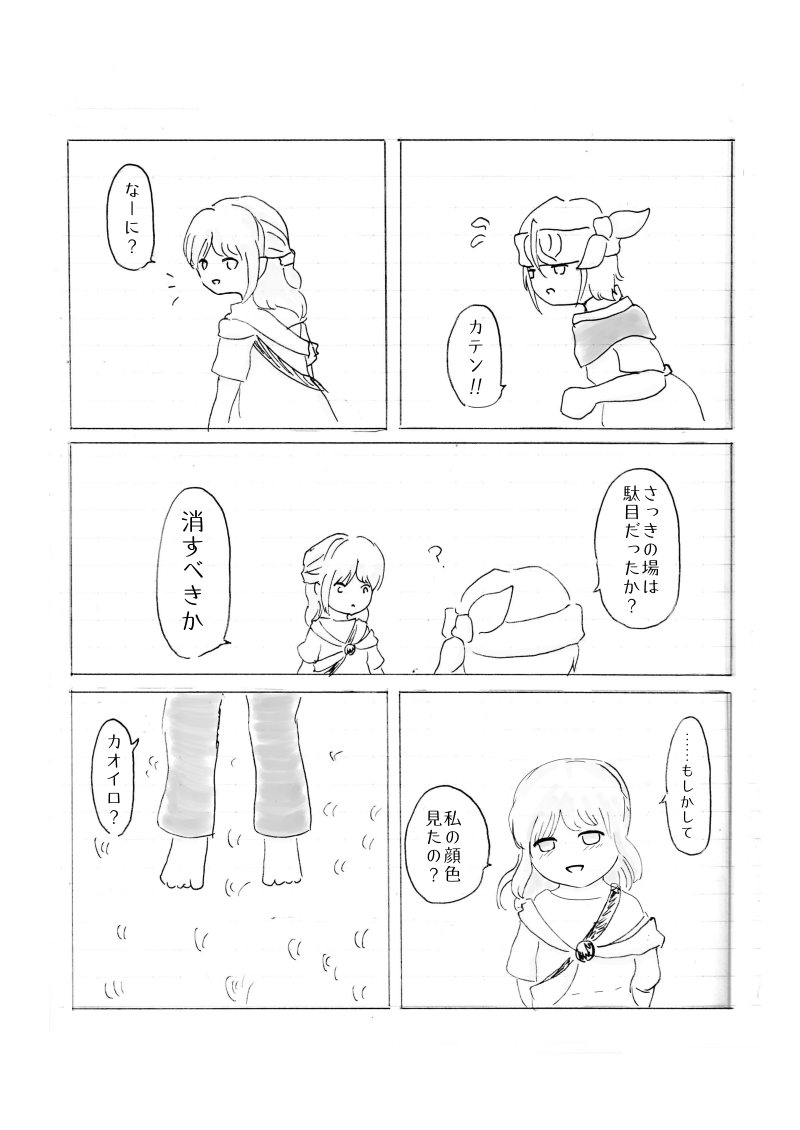 カテン!!
なーに?
さっきの場は
駄目だったか?
?
消すべきか
……もしかして
私の顔色
見たの?
カオイロ?